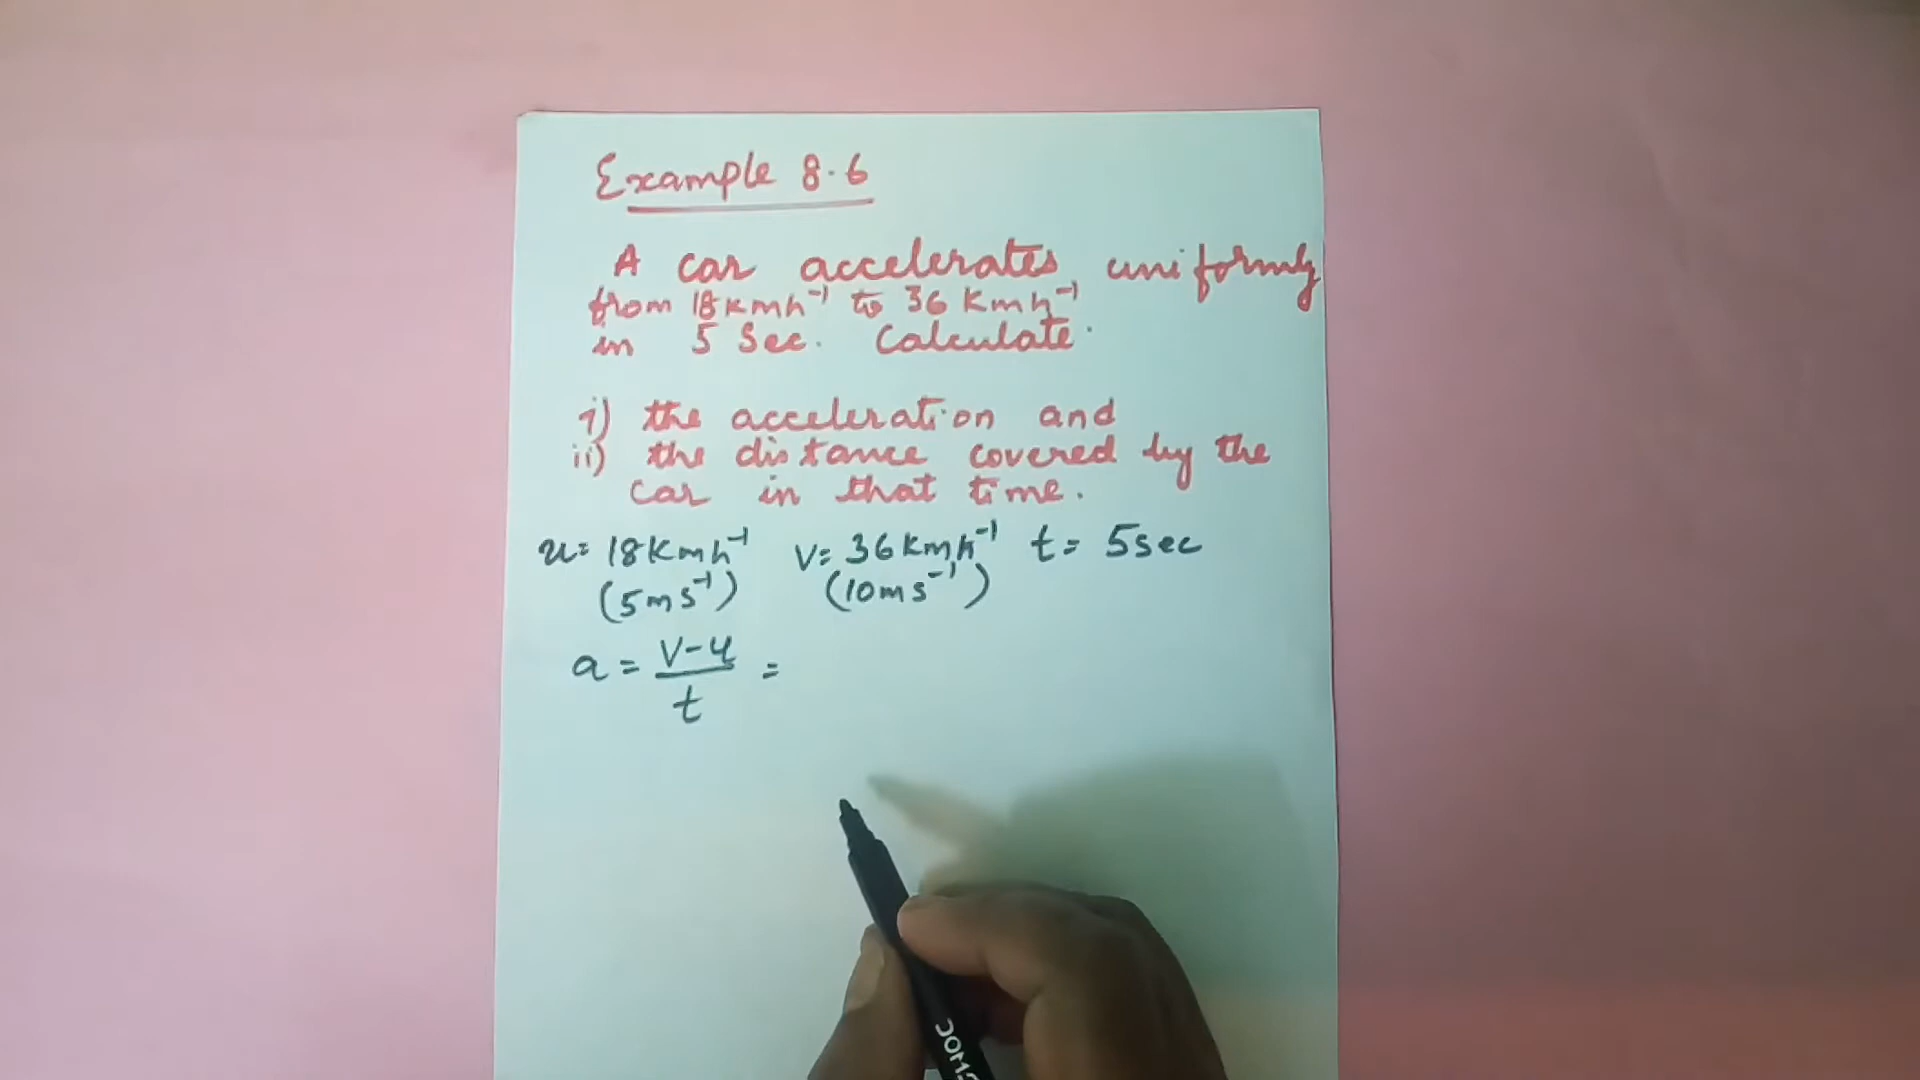 Example 8.6
A car accelerates uniformly
from 18 kmh⁻¹ to 36 Kmh⁻¹
in 5 Sec. Calculate.
i) the acceleration and
ii) the distance covered by the
car in that time.
u = 18 Kmh⁻¹ v = 36 Kmh⁻¹ t = 5 sec
(5ms⁻¹) (10ms⁻¹)
a = v-u/t =